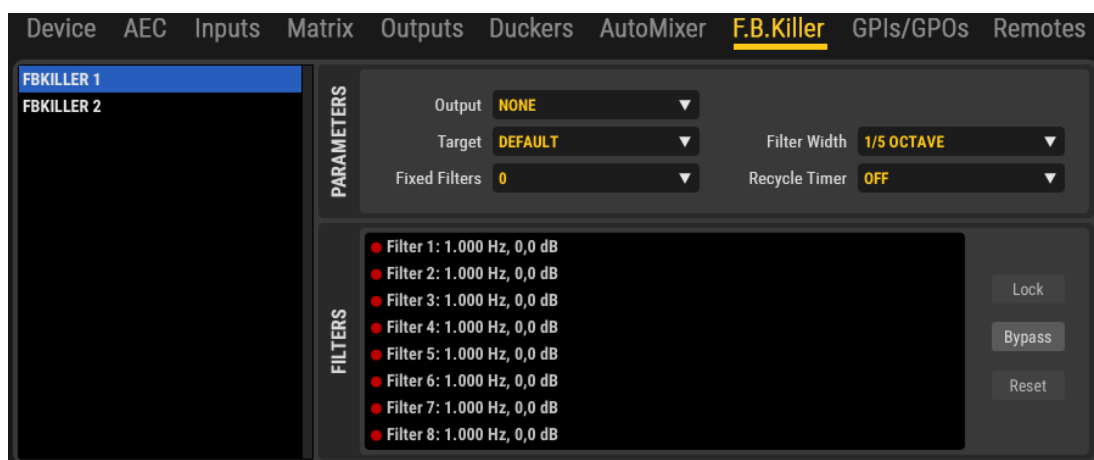 Device AEC Inputs Matrix Outputs Duckers AutoMixer F.B.Killer GPIs/GPOs Remotes
FBKILLER 1
FBKILLER 2
PARAMETERS
Output NONE
Target DEFAULT Filter Width 1/5 OCTAVE
Fixed Filters 0 Recycle Timer OFF
FILTERS
Filter 1: 1.000 Hz, 0,0 dB
Filter 2: 1.000 Hz, 0,0 dB
Filter 3: 1.000 Hz, 0,0 dB
Filter 4: 1.000 Hz, 0,0 dB
Filter 5: 1.000 Hz, 0,0 dB
Filter 6: 1.000 Hz, 0,0 dB
Filter 7: 1.000 Hz, 0,0 dB
Filter 8: 1.000 Hz, 0,0 dB
Lock
Bypass
Reset